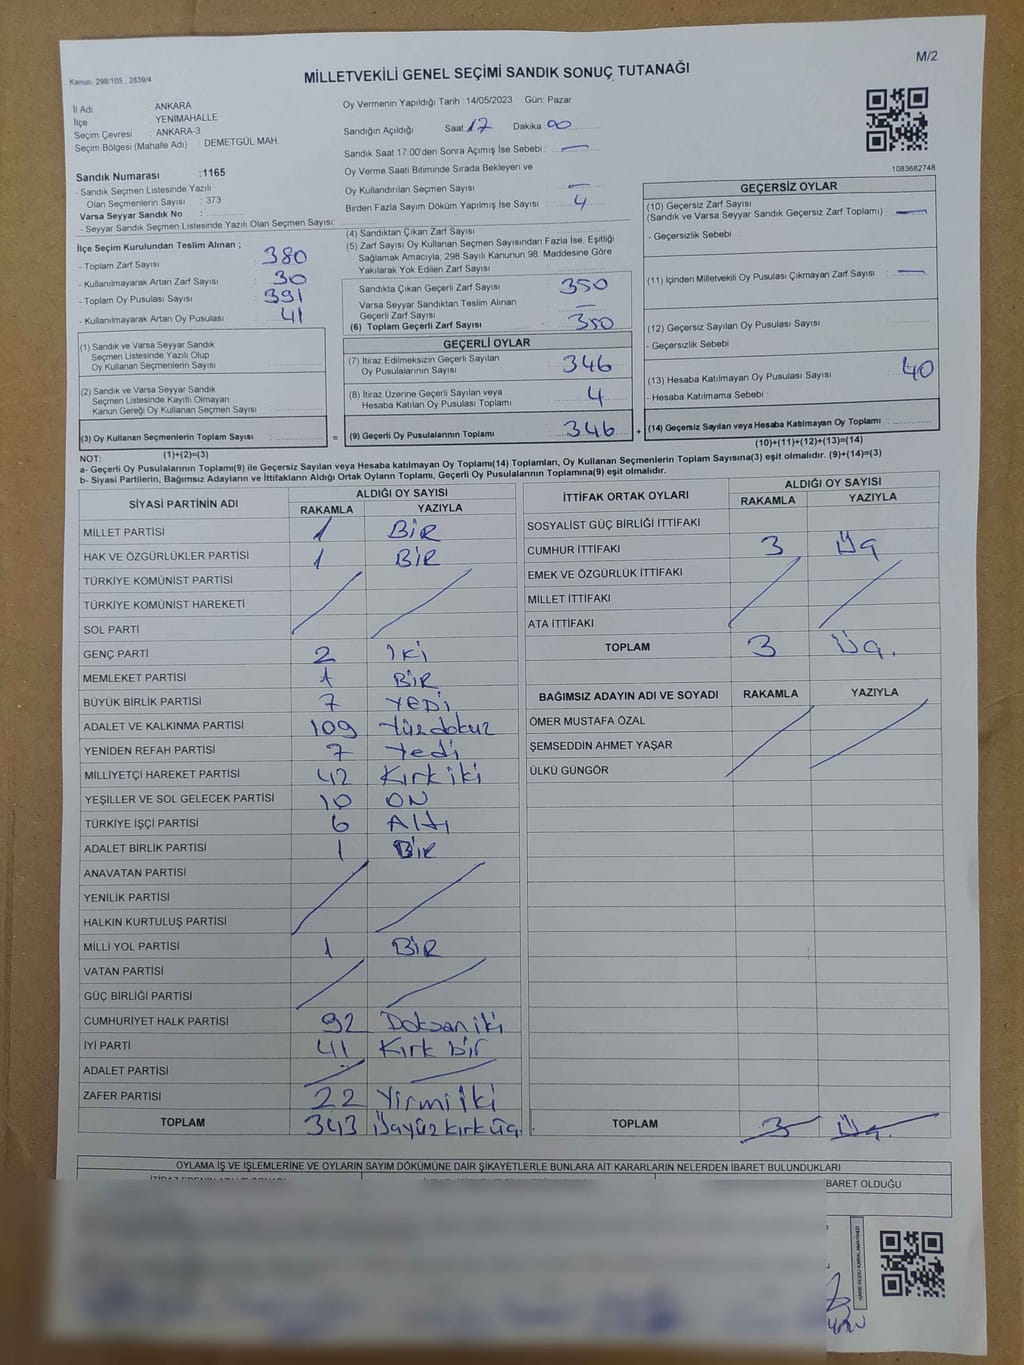 M/2
Kanun. 298/105 , 2839/4
MİLLETVEKİLİ GENEL SEÇİMİ SANDIK SONUÇ TUTANAĞI
İl Adı ANKARA
İlçe YENİMAHALLE
Seçim Çevresi : ANKARA-3
Seçim Bölgesi (Mahalle Adı) DEMETGÜL MAH.
Sandık Numarası :1165
- Sandık Seçmen Listesinde Yazılı
Olan Seçmenlerin Sayısı : 373
Varsa Seyyar Sandık No :
- Seyyar Sandık Seçmen Listesinde Yazılı Olan Seçmen Sayısı:
İlçe Seçim Kurulundan Teslim Alınan ;
- Toplam Zarf Sayısı : 380
- Kullanılmayarak Artan Zarf Sayısı : 30
- Toplam Oy Pusulası Sayısı : 391
- Kullanılmayarak Artan Oy Pusulası : 41
(1) Sandık ve Varsa Seyyar Sandık
Seçmen Listesinde Yazılı Olup
Oy Kullanan Seçmenlerin Sayısı :
(2) Sandık ve Varsa Seyyar Sandık
Seçmen Listesinde Kayıtlı Olmayan
Kanun Gereği Oy Kullanan Seçmen Sayısı :
(3) Oy Kullanan Seçmenlerin Toplam Sayısı :
(1)+(2)=(3)
Oy Vermenin Yapıldığı Tarih :14/05/2023 Gün: Pazar
Sandığın Açıldığı Saat: 17 Dakika 00
Sandık Saat 17:00'den Sonra Açımış İse Sebebi : —
Oy Verme Saati Bitiminde Sırada Bekleyen ve
Oy Kullandırılan Seçmen Sayısı : —
Birden Fazla Sayım Döküm Yapılmış İse Sayısı : 4
(4) Sandıktan Çıkan Zarf Sayısı :
(5) Zarf Sayısı Oy Kullanan Seçmen Sayısından Fazla İse, Eşitliği
Sağlamak Amacıyla; 298 Sayılı Kanunun 98. Maddesine Göre
Yakılarak Yok Edilen Zarf Sayısı :
Sandıkta Çıkan Geçerli Zarf Sayısı : 350
Varsa Seyyar Sandıktan Teslim Alınan
Geçerli Zarf Sayısı : —
(6) Toplam Geçerli Zarf Sayısı : 350
GEÇERLİ OYLAR
(7) İtiraz Edilmeksizin Geçerli Sayılan
Oy Pusulalarının Sayısı : 346
(8) İtiraz Üzerine Geçerli Sayılan veya
Hesaba Katılan Oy Pusulası Toplamı : 4
= (9) Geçerli Oy Pusulalarının Toplamı : 346 +
1083682748
GEÇERSİZ OYLAR
(10) Geçersiz Zarf Sayısı
(Sandık ve Varsa Seyyar Sandık Geçersiz Zarf Toplamı) : —
- Geçersizlik Sebebi :
(11) İçinden Milletvekili Oy Pusulası Çıkmayan Zarf Sayısı : —
(12) Geçersiz Sayılan Oy Pusulası Sayısı :
- Geçersizlik Sebebi :
(13) Hesaba Katılmayan Oy Pusulası Sayısı : 40
- Hesaba Katılmama Sebebi :
(14) Geçersiz Sayılan veya Hesaba Katılmayan Oy Toplamı :
(10)+(11)+(12)+(13)=(14)
NOT:
a- Geçerli Oy Pusulalarının Toplamı(9) ile Geçersiz Sayılan veya Hesaba katılmayan Oy Toplamı(14) Toplamları, Oy Kullanan Seçmenlerin Toplam Sayısına(3) eşit olmalıdır. (9)+(14)=(3)
b- Siyasi Partilerin, Bağımsız Adayların ve İttifakların Aldığı Ortak Oyların Toplamı, Geçerli Oy Pusulalarının Toplamına(9) eşit olmalıdır.
SİYASİ PARTİNİN ADI ALDIĞI OY SAYISI
RAKAMLA YAZIYLA
MİLLET PARTİSİ 1 BİR
HAK VE ÖZGÜRLÜKLER PARTİSİ 1 BİR
TÜRKİYE KOMÜNİST PARTİSİ
TÜRKİYE KOMÜNİST HAREKETİ
SOL PARTİ
GENÇ PARTİ 2 İki
MEMLEKET PARTİSİ 1 BİR
BÜYÜK BİRLİK PARTİSİ 7 YEDİ
ADALET VE KALKINMA PARTİSİ 109 Yüzdokuz
YENİDEN REFAH PARTİSİ 7 Yedi
MİLLİYETÇİ HAREKET PARTİSİ 42 Kırk iki
YEŞİLLER VE SOL GELECEK PARTİSİ 10 ON
TÜRKİYE İŞÇİ PARTİSİ 6 Altı
ADALET BİRLİK PARTİSİ 1 BİR
ANAVATAN PARTİSİ
YENİLİK PARTİSİ
HALKIN KURTULUŞ PARTİSİ
MİLLİ YOL PARTİSİ 1 BİR
VATAN PARTİSİ
GÜÇ BİRLİĞİ PARTİSİ
CUMHURİYET HALK PARTİSİ 92 Doksan iki
İYİ PARTİ 41 Kırk bir
ADALET PARTİSİ
ZAFER PARTİSİ 22 Yirmi iki
TOPLAM 343 Üçyüz kırk üç
İTTİFAK ORTAK OYLARI ALDIĞI OY SAYISI
RAKAMLA YAZIYLA
SOSYALİST GÜÇ BİRLİĞİ İTTİFAKI
CUMHUR İTTİFAKI 3 Üç
EMEK VE ÖZGÜRLÜK İTTİFAKI
MİLLET İTTİFAKI
ATA İTTİFAKI
TOPLAM 3 Üç.
BAĞIMSIZ ADAYIN ADI VE SOYADI RAKAMLA YAZIYLA
ÖMER MUSTAFA ÖZAL
ŞEMSEDDİN AHMET YAŞAR
ÜLKÜ GÜNGÖR
TOPLAM 3 Üç.
OYLAMA İŞ VE İŞLEMLERİNE VE OYLARIN SAYIM DÖKÜMÜNE DAİR ŞİKAYETLERLE BUNLARA AİT KARARLARIN NELERDEN İBARET BULUNDUKLARI
BARET OLDUĞU
KARE KODU KARALAMAYINIZ!